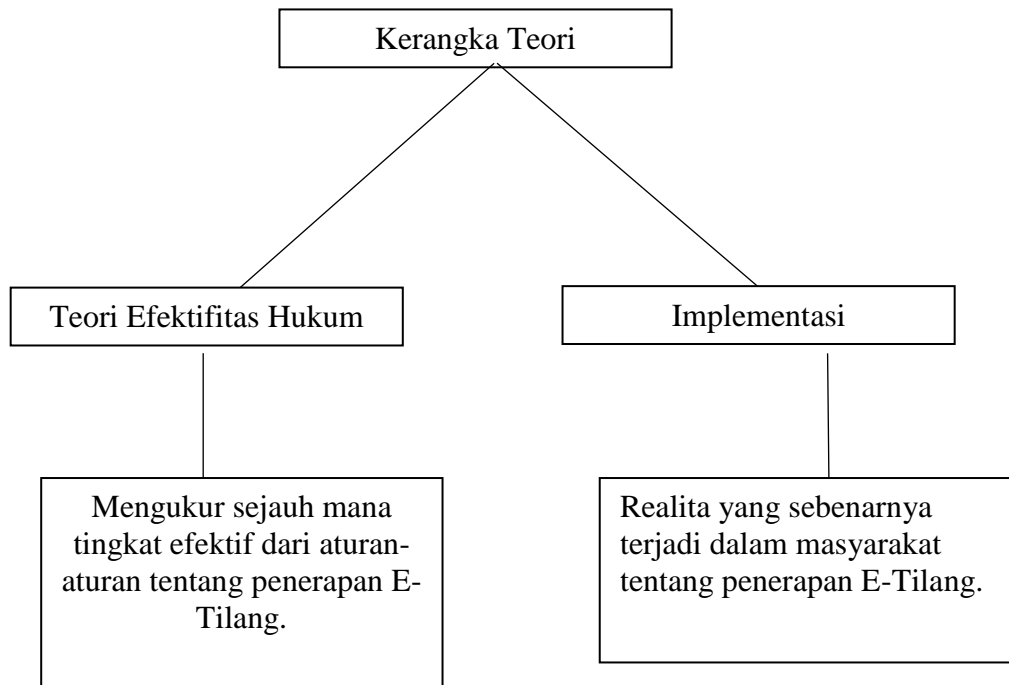 Kerangka Teori
Teori Efektifitas Hukum
Implementasi
Mengukur sejauh mana
tingkat efektif dari aturan-
aturan tentang penerapan E-
Tilang.
Realita yang sebenarnya
terjadi dalam masyarakat
tentang penerapan E-Tilang.